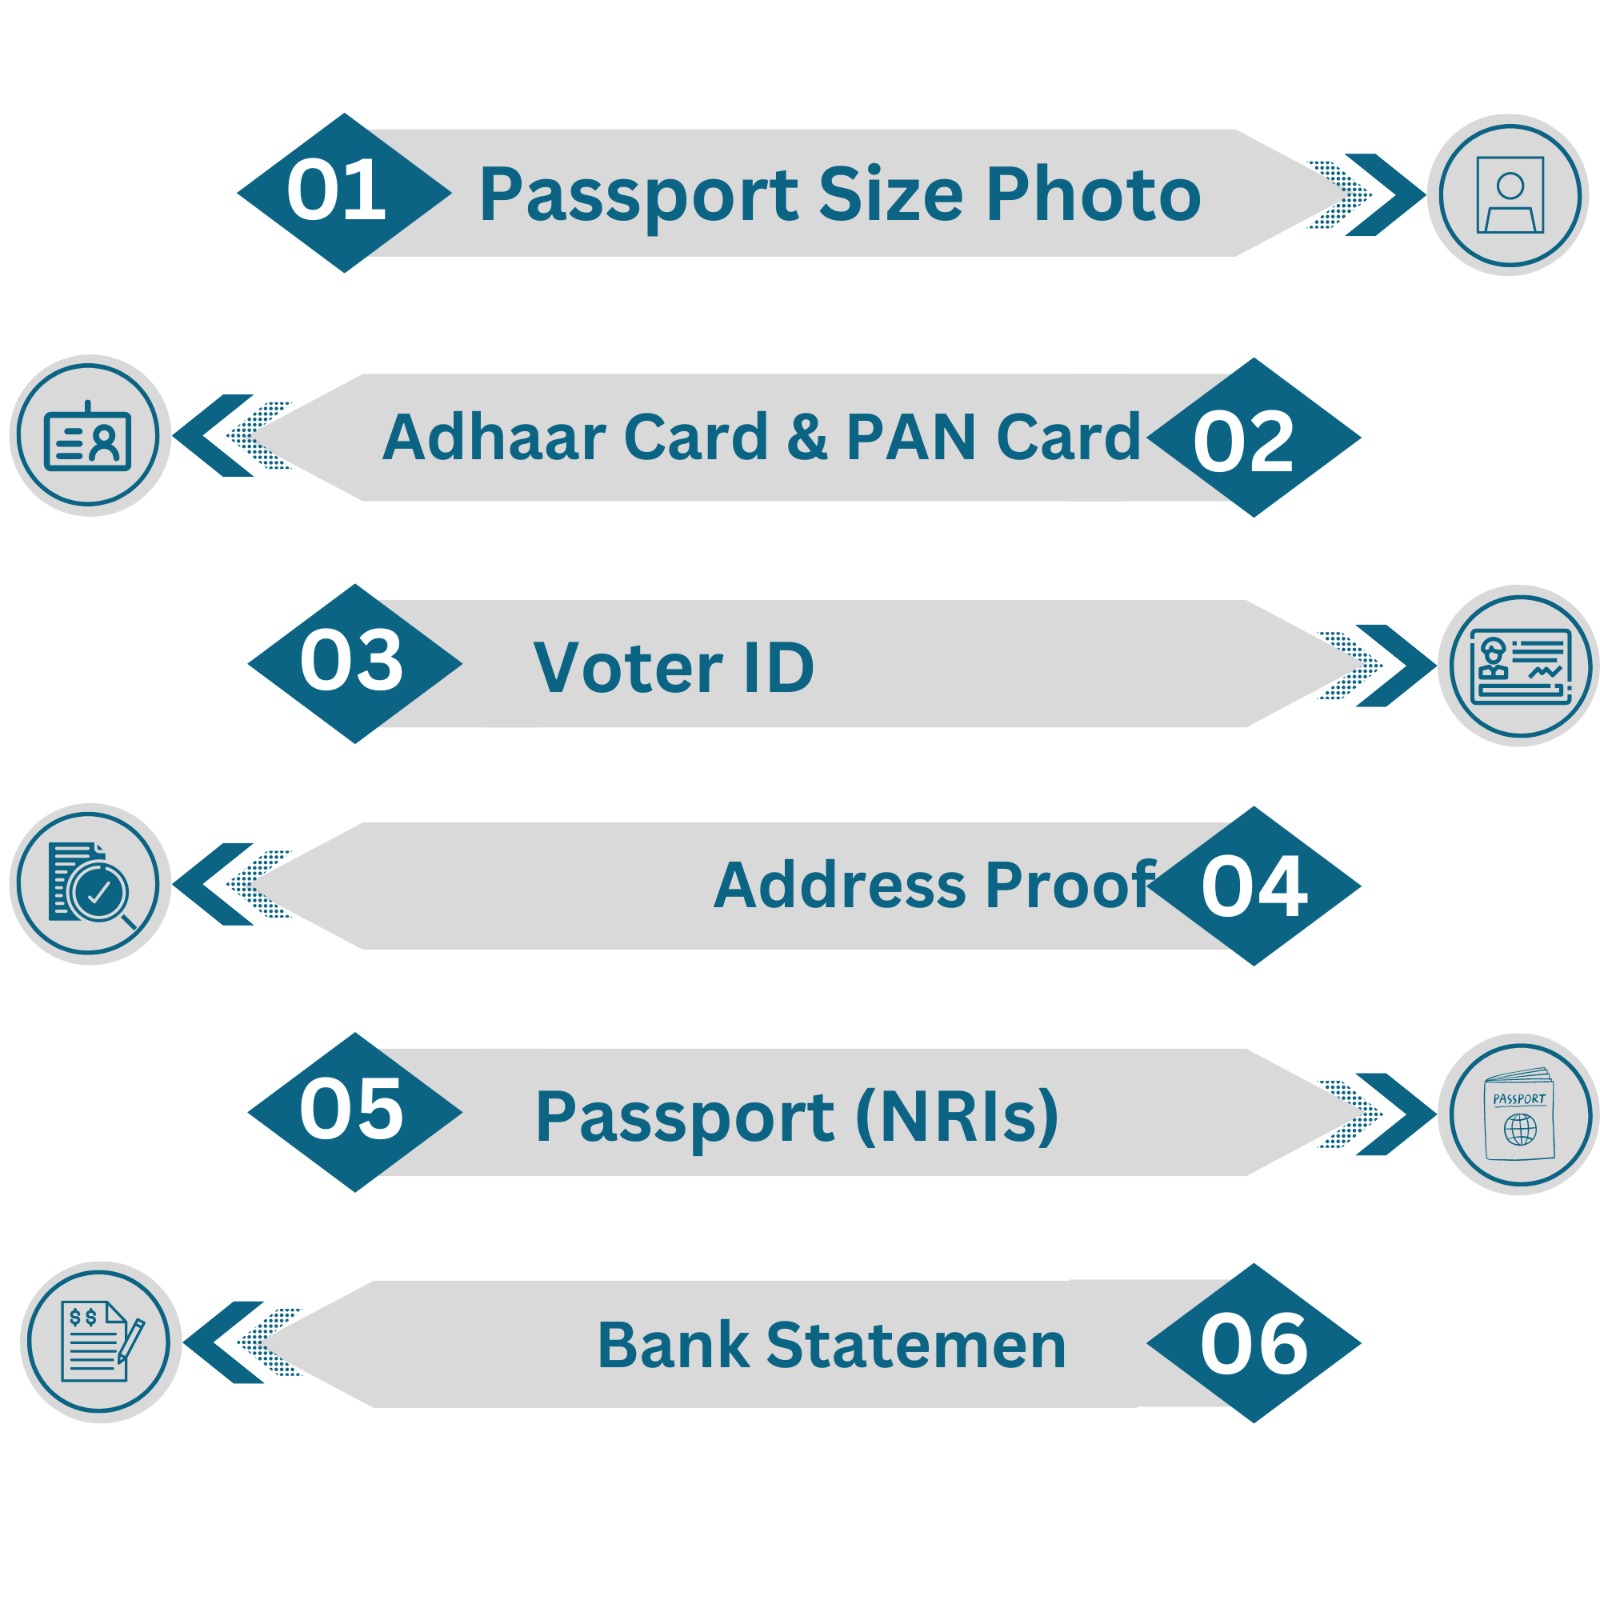 01 Passport Size Photo
Adhaar Card & PAN Card 02
03 Voter ID
Address Proof 04
05 Passport (NRIs)
PASSPORT
$ $
Bank Statemen 06